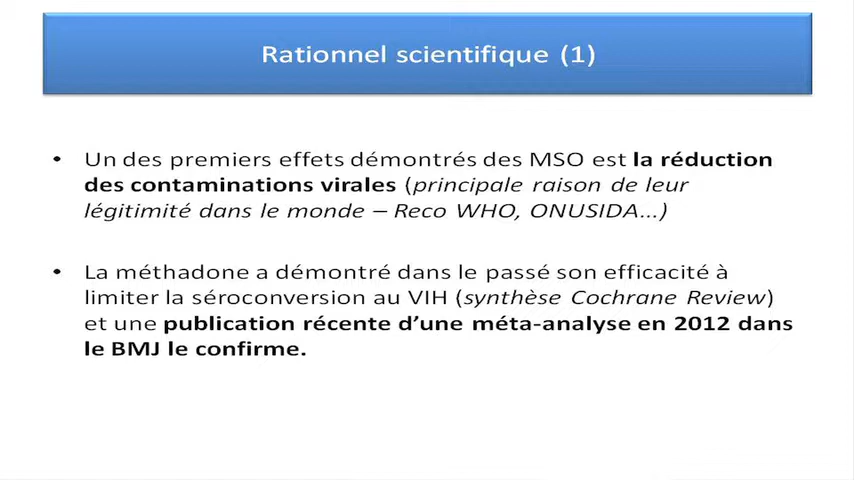 Rationnel scientifique (1)
• Un des premiers effets démontrés des MSO est la réduction
des contaminations virales (principale raison de leur
légitimité dans le monde – Reco WHO, ONUSIDA...)
• La méthadone a démontré dans le passé son efficacité à
limiter la séroconversion au VIH (synthèse Cochrane Review)
et une publication récente d’une méta-analyse en 2012 dans
le BMJ le confirme.